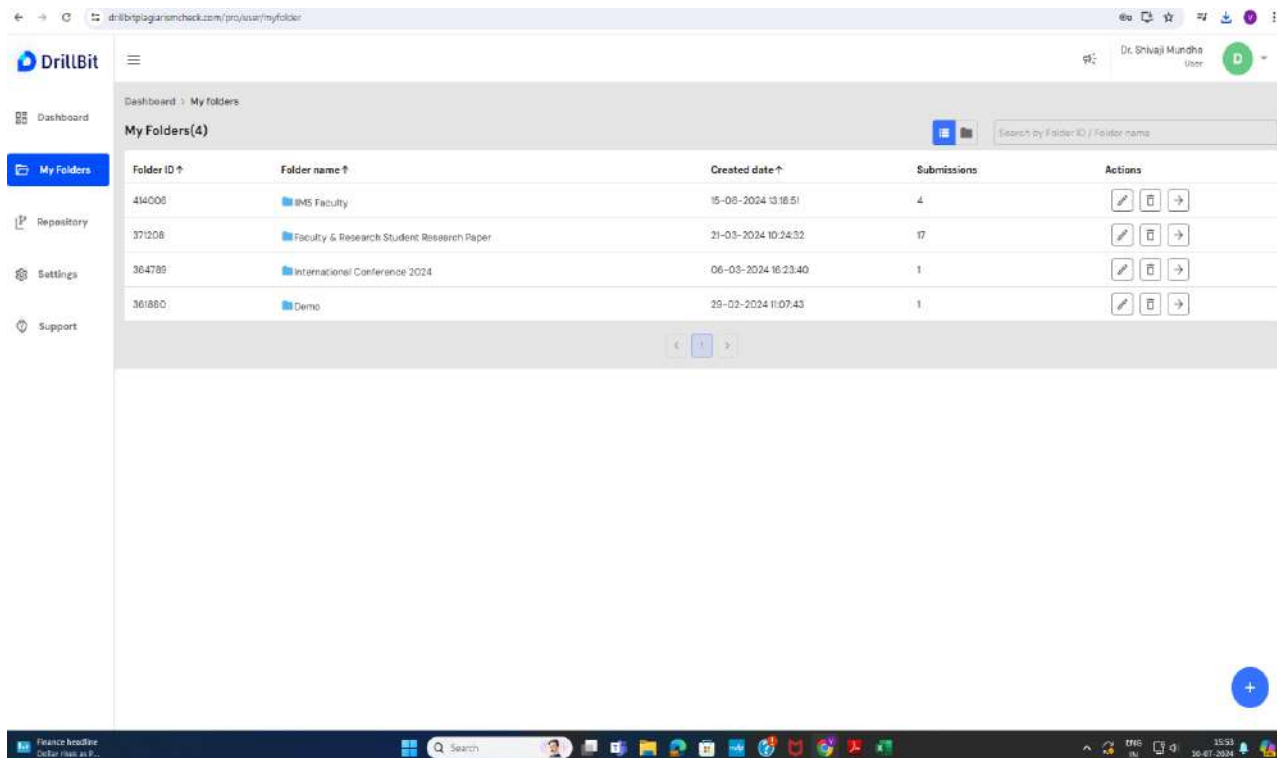 drillbitplagiarismcheck.com/pro/user/myfolder
DrillBit
Dr. Shivaji Mundhe
User
D
Dashboard
My Folders
Repository
Settings
Support
Dashboard > My folders
My Folders(4)
Search by Folder ID / Folder name
Folder ID ↑ Folder name ↑ Created date ↑ Submissions Actions
414006 IIMS Faculty 15-06-2024 13:18:51 4
371208 Faculty & Research Student Research Paper 21-03-2024 10:24:32 17
364789 International Conference 2024 06-03-2024 16:23:40 1
361880 Demo 29-02-2024 11:07:43 1
1
+
Finance headline
Dollar rises as
Search
ENG
15:53
10-07-2024